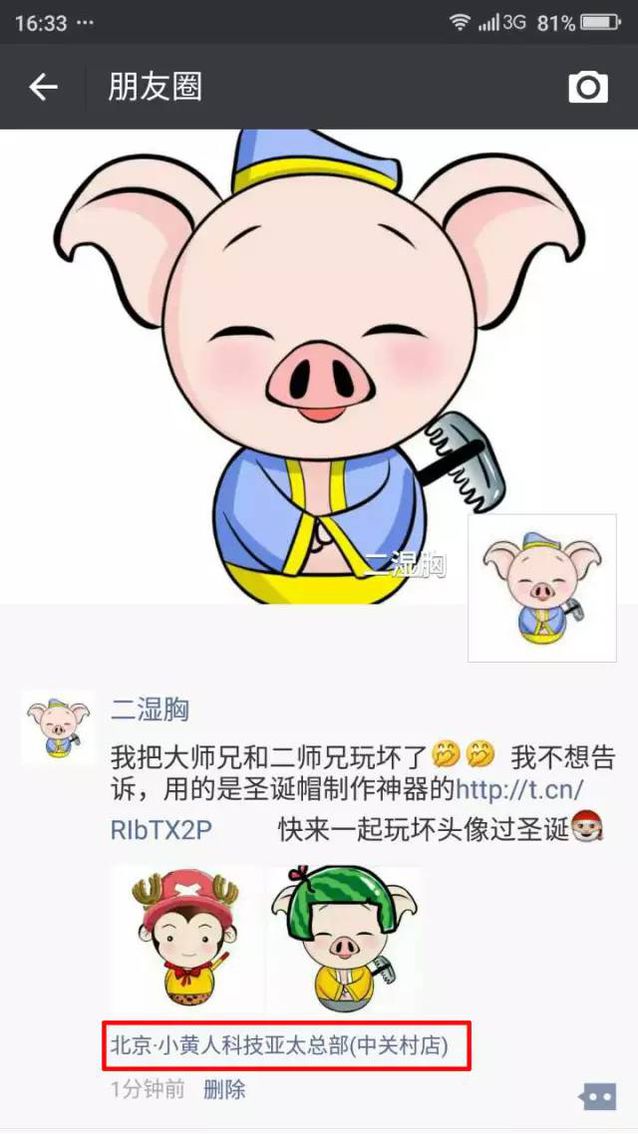 16:33 ··· 3G 81%
朋友圈
二湿胸
二湿胸
我把大师兄和二师兄玩坏了🤭🤭 我不想告
诉，用的是圣诞帽制作神器的http://t.cn/
RIbTX2P 快来一起玩坏头像过圣诞🎅
北京·小黄人科技亚太总部(中关村店)
1分钟前 删除